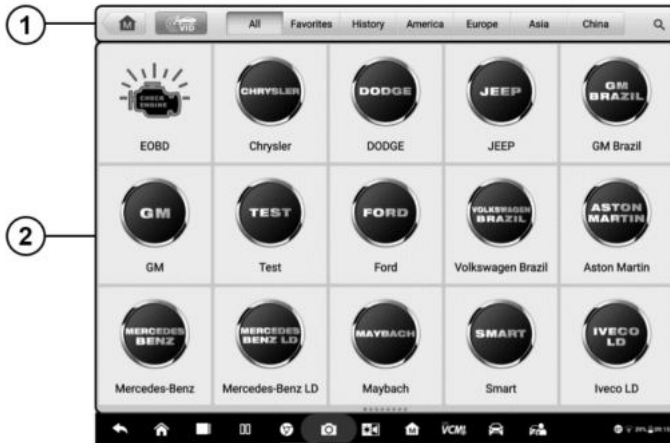 1
M VID All Favorites History America Europe Asia China
CHECK ENGINE CHRYSLER DODGE JEEP GM BRAZIL
EOBD Chrysler DODGE JEEP GM Brazil
2
GM TEST FORD VOLKSWAGEN BRAZIL ASTON MARTIN
GM Test Ford Volkswagen Brazil Aston Martin
MERCEDES BENZ MERCEDES BENZ LD MAYBACH SMART IVECO LD
Mercedes-Benz Mercedes-Benz LD Maybach Smart Iveco LD
M VCMI